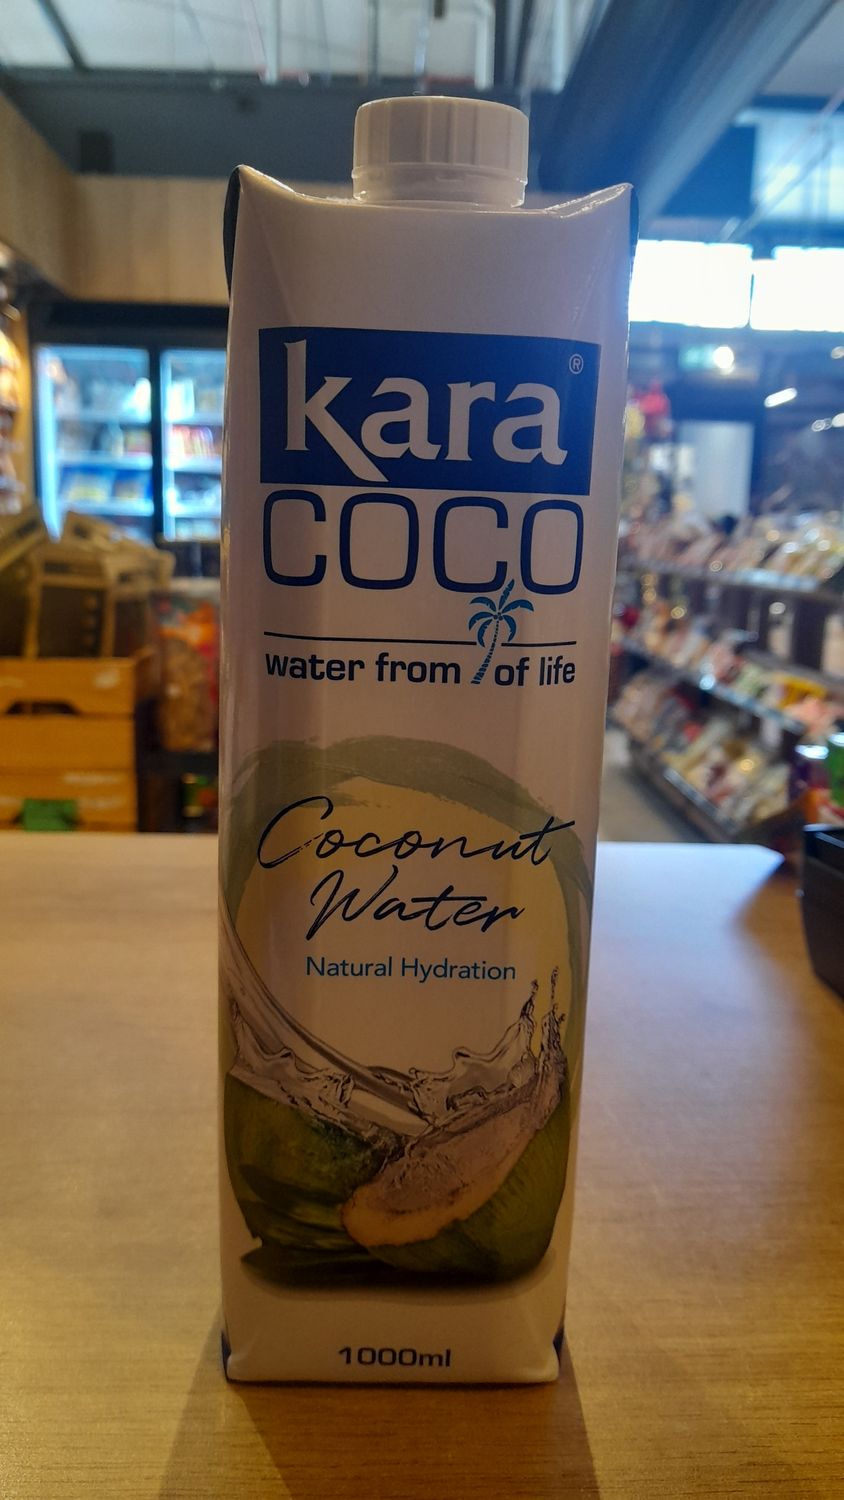 kara®
COCO
water from of life
Coconut
Water
Natural Hydration
1000ml